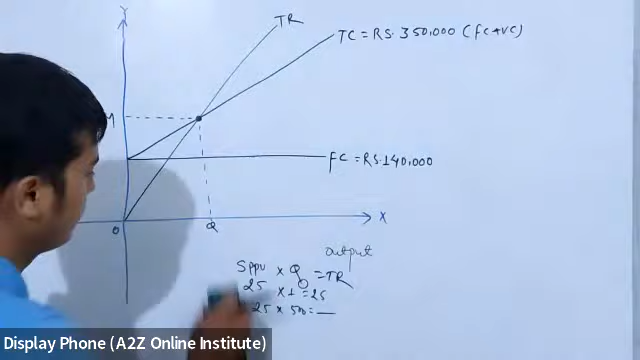 Y
TR
TC = RS. 350,000 (FC+VC)
M
FC = RS. 140,000
O
Q
X
output
SPPU x Q = TR
25 x 1 = 25
25 x 500 =
Display Phone (A2Z Online Institute)